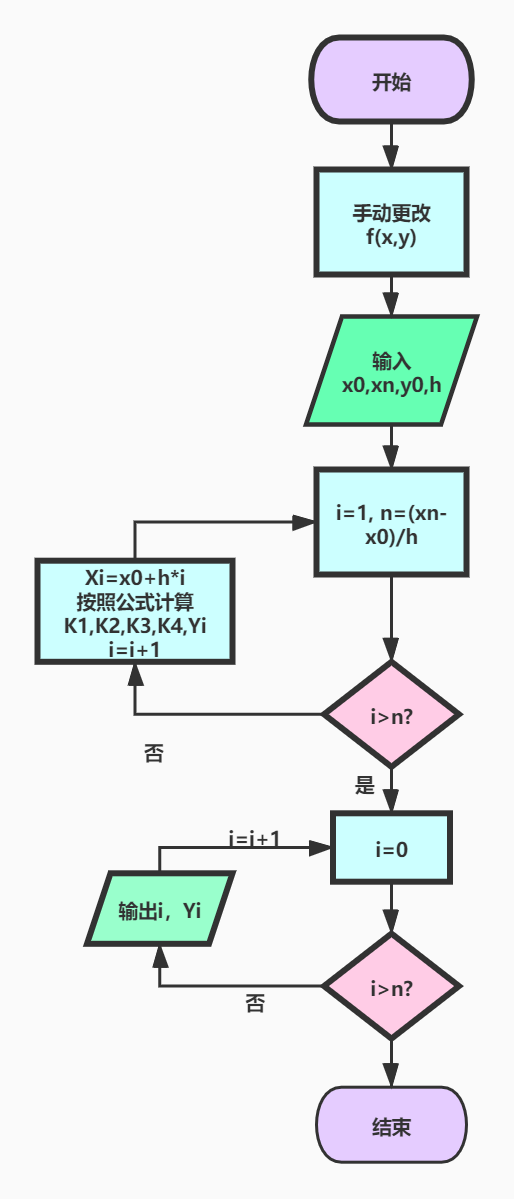 开始
手动更改
f(x,y)
输入
x0,xn,y0,h
i=1, n=(xn-
x0)/h
Xi=x0+h*i
按照公式计算
K1,K2,K3,K4,Yi
i=i+1
i>n?
否
是
i=i+1
i=0
输出i，Yi
i>n?
否
结束